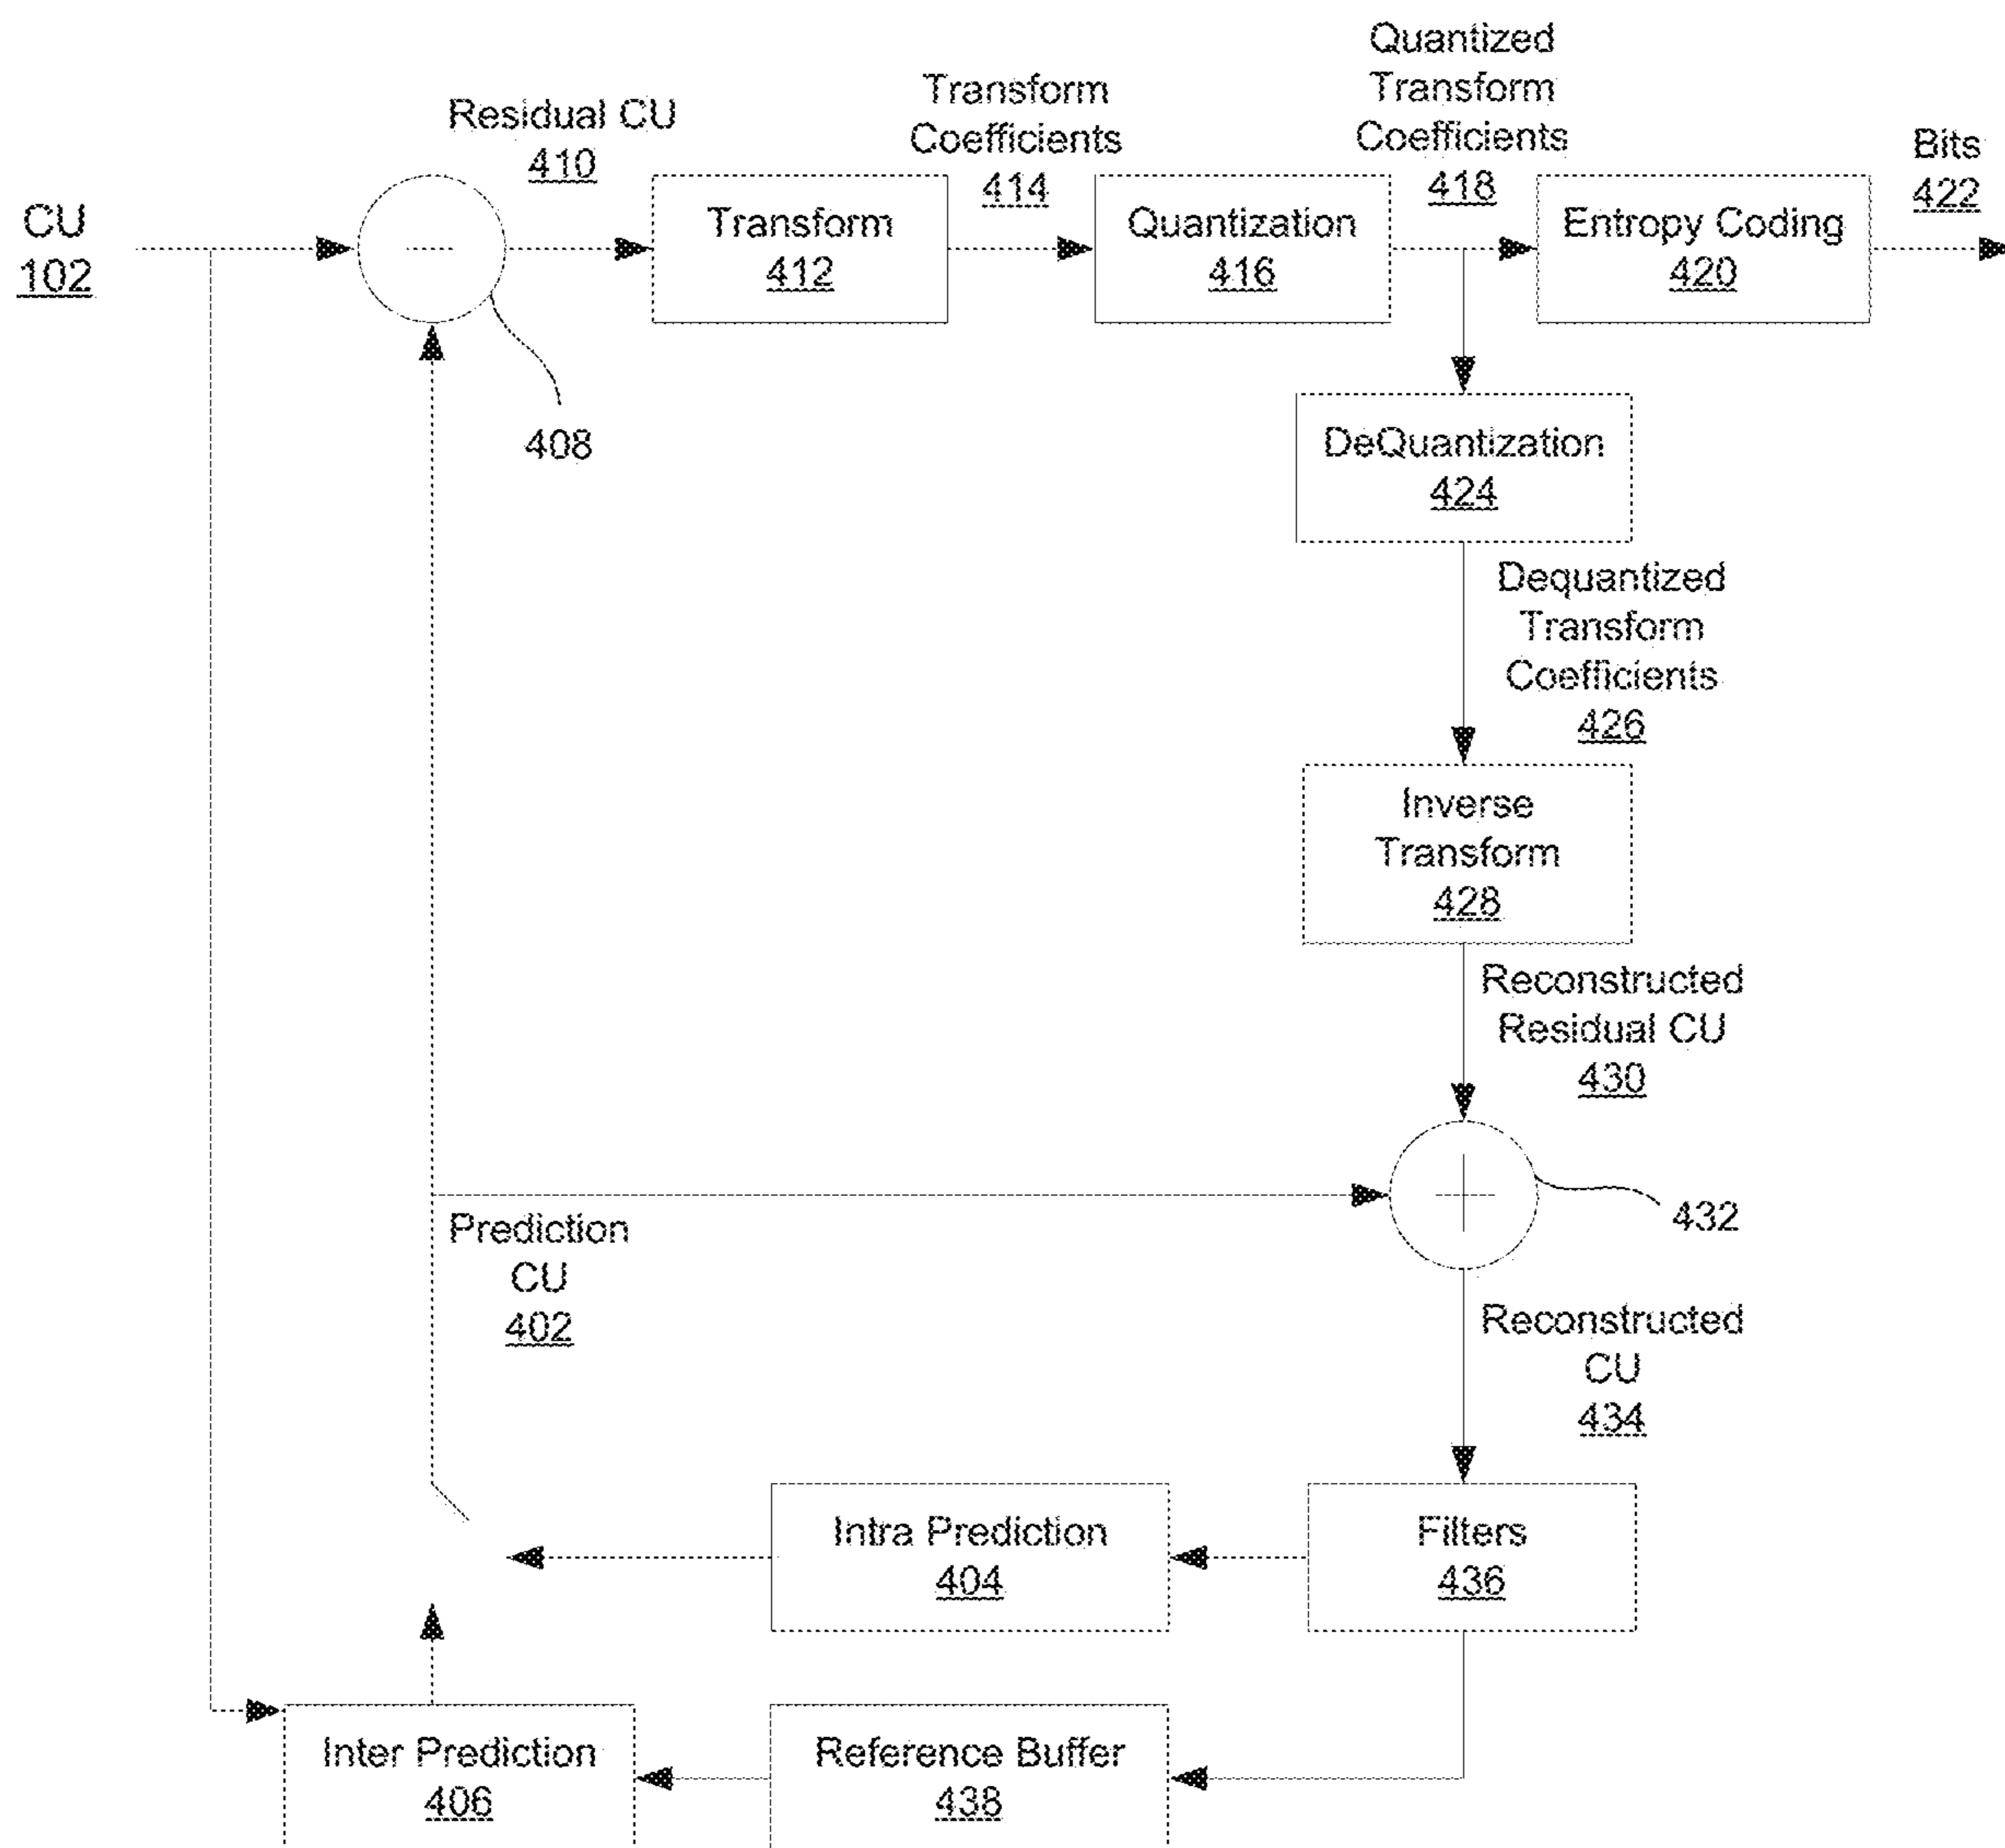 CU
102
Residual CU
410
408
Transform
412
Transform
Coefficients
414
Quantization
416
Quantized
Transform
Coefficients
418
Entropy Coding
420
Bits
422
DeQuantization
424
Dequantized
Transform
Coefficients
426
Inverse
Transform
428
Reconstructed
Residual CU
430
432
Prediction
CU
402
Reconstructed
CU
434
Intra Prediction
404
Filters
436
Inter Prediction
406
Reference Buffer
438